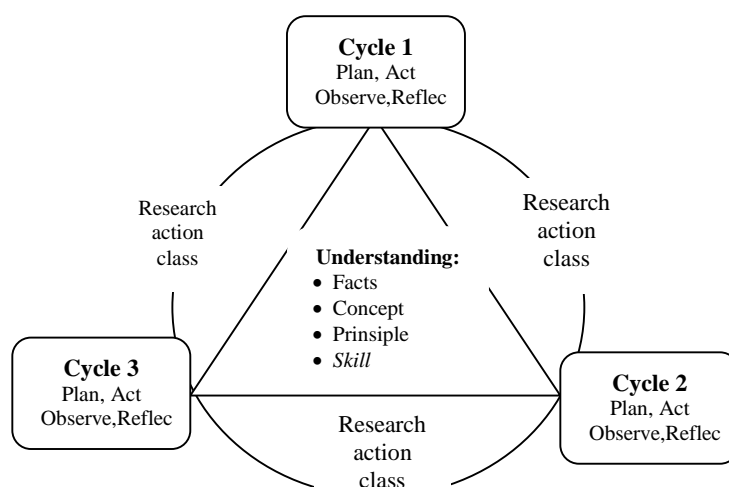 Cycle 1
Plan, Act
Observe,Reflec
Research
action
class
Research
action
class
Understanding:
• Facts
• Concept
• Prinsiple
• Skill
Cycle 3
Plan, Act
Observe,Reflec
Cycle 2
Plan, Act
Observe,Reflec
Research
action
class